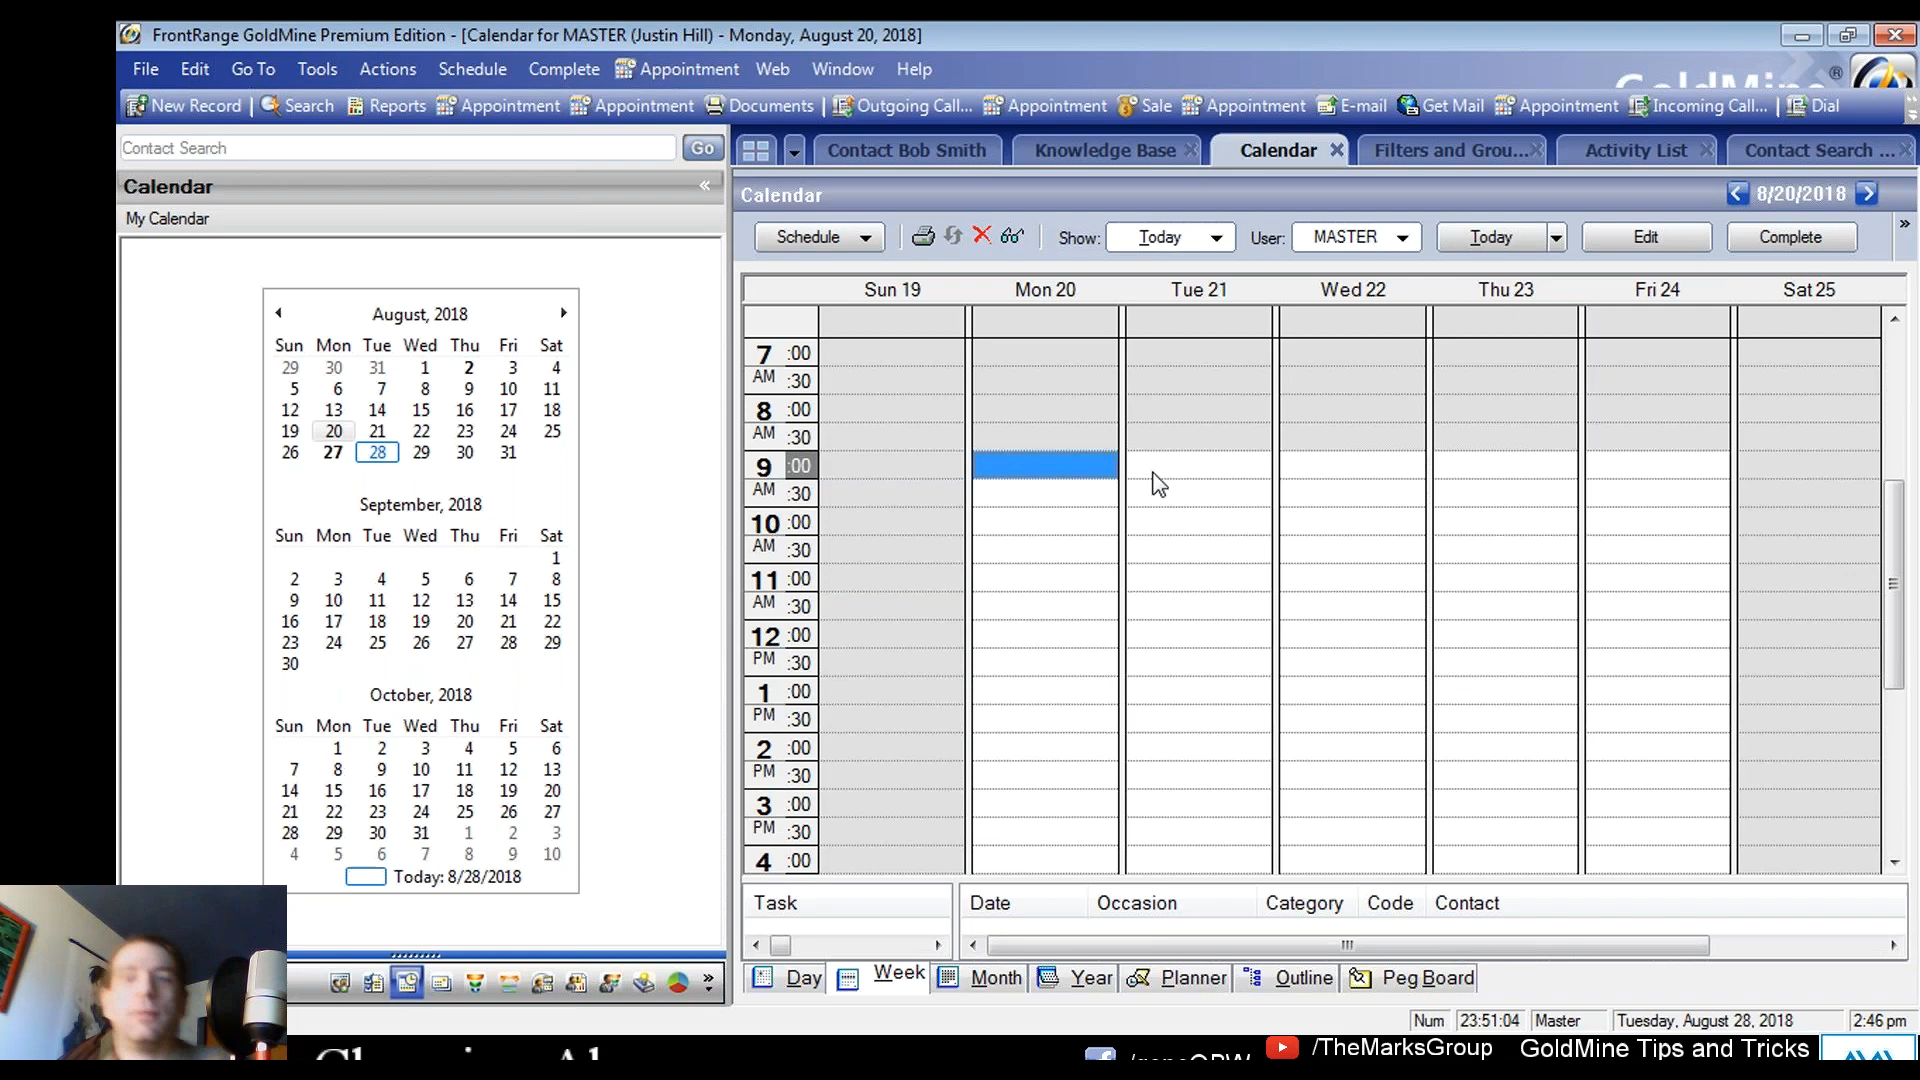 FrontRange GoldMine Premium Edition - [Calendar for MASTER (Justin Hill) - Monday, August 20, 2018]
File Edit Go To Tools Actions Schedule Complete Appointment Web Window Help
GoldMine ®
New Record Search Reports Appointment Appointment Documents Outgoing Call... Appointment Sale Appointment E-mail Get Mail Appointment Incoming Call... Dial
Contact Search Go
Contact Bob Smith Knowledge Base Calendar Filters and Grou... Activity List Contact Search ...
Calendar
My Calendar
Calendar 8/20/2018
Schedule Show: Today User: MASTER Today Edit Complete
August, 2018
Sun Mon Tue Wed Thu Fri Sat
29 30 31 1 2 3 4
5 6 7 8 9 10 11
12 13 14 15 16 17 18
19 20 21 22 23 24 25
26 27 28 29 30 31
September, 2018
Sun Mon Tue Wed Thu Fri Sat
1
2 3 4 5 6 7 8
9 10 11 12 13 14 15
16 17 18 19 20 21 22
23 24 25 26 27 28 29
30
October, 2018
Sun Mon Tue Wed Thu Fri Sat
1 2 3 4 5 6
7 8 9 10 11 12 13
14 15 16 17 18 19 20
21 22 23 24 25 26 27
28 29 30 31 1 2 3
4 5 6 7 8 9 10
Today: 8/28/2018
Sun 19 Mon 20 Tue 21 Wed 22 Thu 23 Fri 24 Sat 25
7 :00
AM :30
8 :00
AM :30
9 :00
AM :30
10 :00
AM :30
11 :00
AM :30
12 :00
PM :30
1 :00
PM :30
2 :00
PM :30
3 :00
PM :30
4 :00
Task Date Occasion Category Code Contact
Day Week Month Year Planner Outline Peg Board
Num 23:51:04 Master Tuesday, August 28, 2018 2:46 pm
/TheMarksGroup GoldMine Tips and Tricks